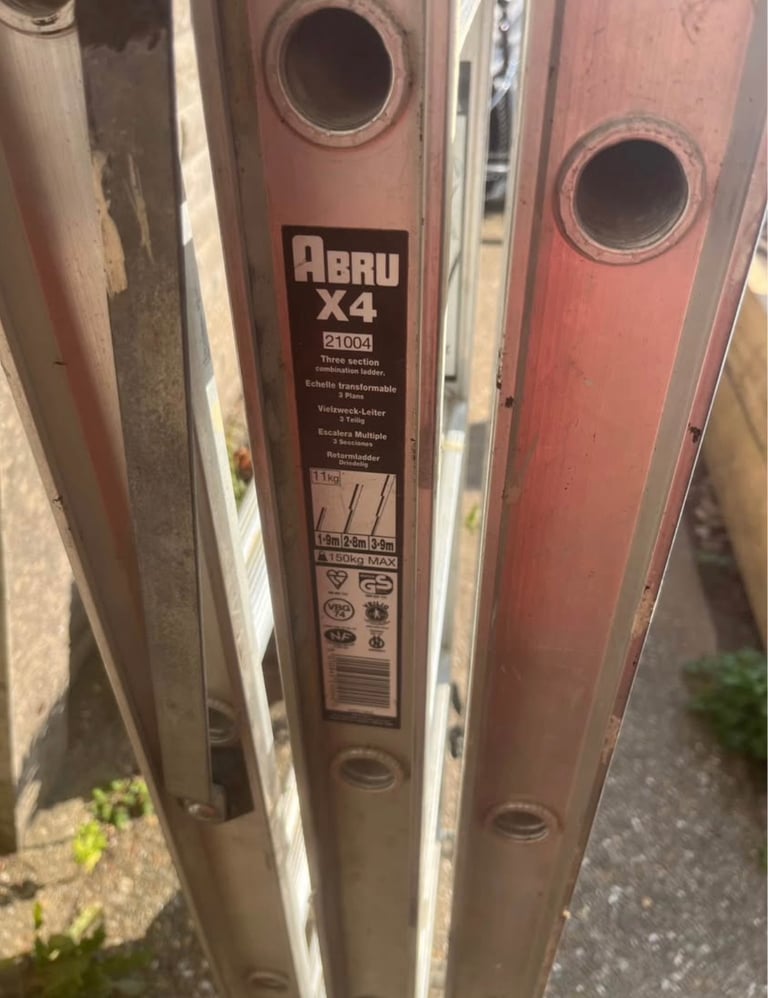 ABRU
X4
21004
Three section
combination ladder.
Echelle transformable
3 Plans
Vielzweck-Leiter
3 Teilig
Escalera Multiple
3 Secciones
Reformladder
Driedelig
11kg
1·9m 2·8m 3·9m
150kg MAX
GS
VBG
74
NF